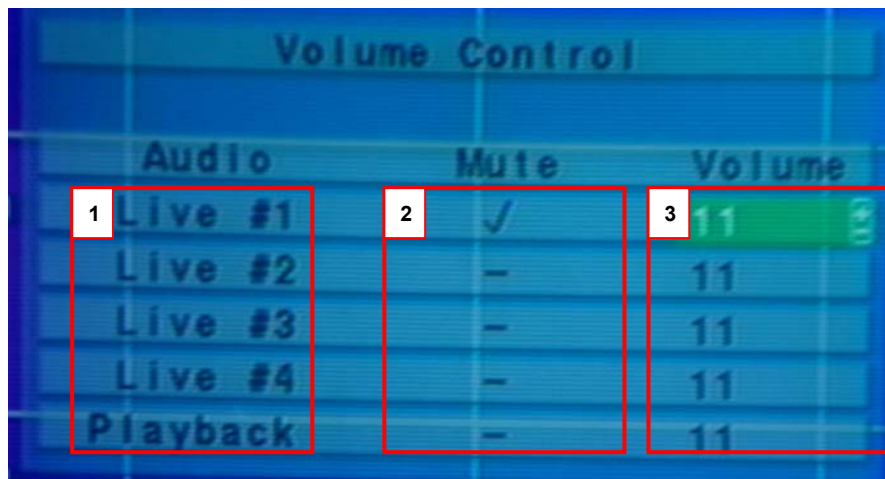 Volume Control
Audio Mute Volume
1 Live #1 2 ✓ 3 11
Live #2 – 11
Live #3 – 11
Live #4 – 11
Playback – 11